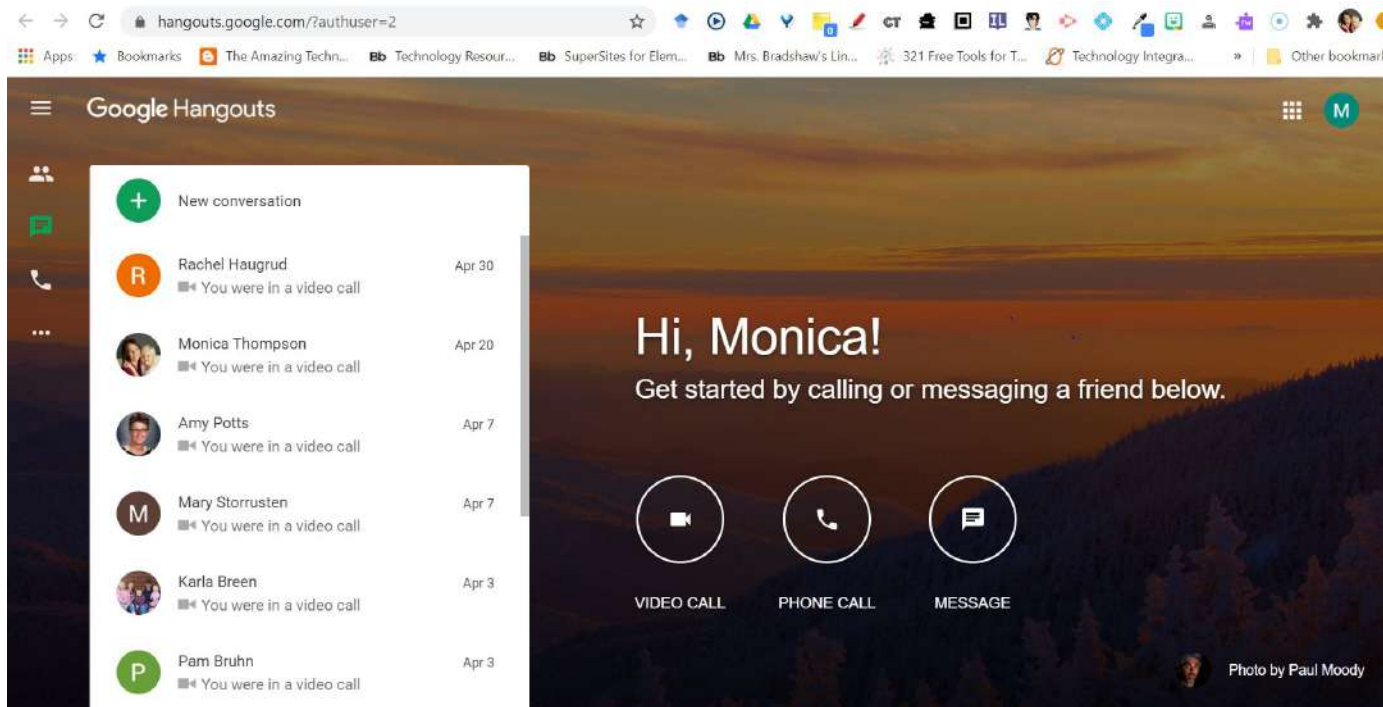 hangouts.google.com/?authuser=2
Apps Bookmarks The Amazing Techn... Bb Technology Resour... Bb SuperSites for Elem... Bb Mrs. Bradshaw's Lin... 321 Free Tools for T... Technology Integra... » Other bookmar
Google Hangouts
M
New conversation
R
Rachel Haugrud Apr 30
You were in a video call
Monica Thompson Apr 20
You were in a video call
Amy Potts Apr 7
You were in a video call
M
Mary Storrusten Apr 7
You were in a video call
Karla Breen Apr 3
You were in a video call
P
Pam Bruhn Apr 3
You were in a video call
Hi, Monica!
Get started by calling or messaging a friend below.
VIDEO CALL PHONE CALL MESSAGE
Photo by Paul Moody